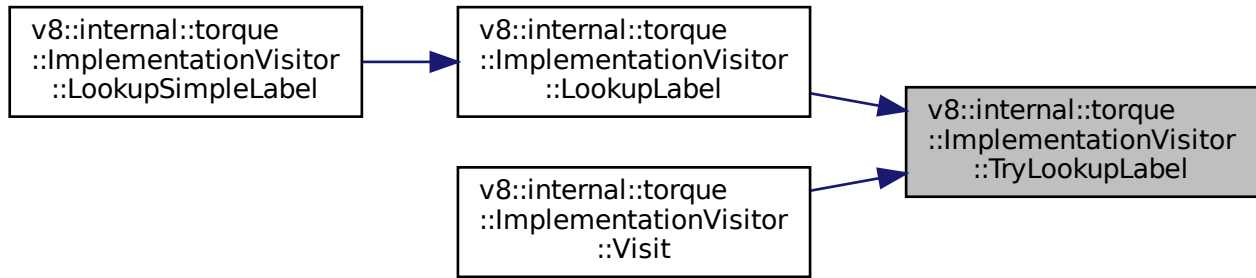 v8::internal::torque
::ImplementationVisitor
::LookupSimpleLabel
v8::internal::torque
::ImplementationVisitor
::LookupLabel
v8::internal::torque
::ImplementationVisitor
::TryLookupLabel
v8::internal::torque
::ImplementationVisitor
::Visit